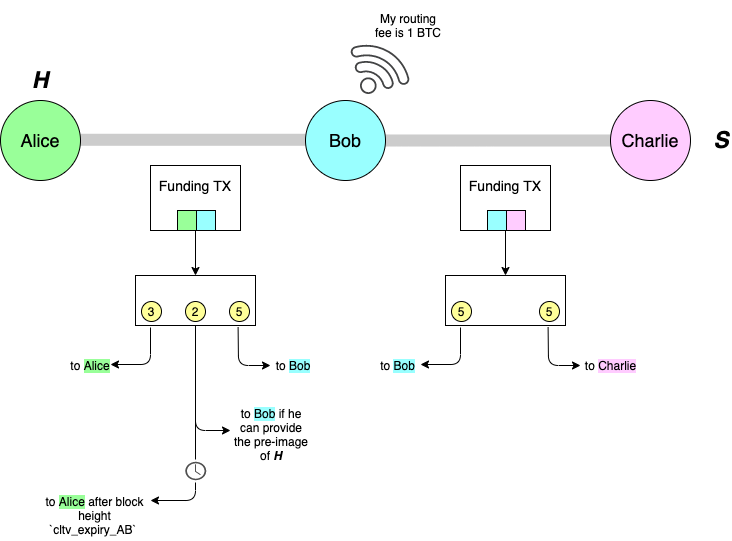 My routing
fee is 1 BTC
H
Alice
Bob
Charlie
S
Funding TX
Funding TX
3
2
5
5
5
to Alice
to Bob
to Bob
to Charlie
to Bob if he
can provide
the pre-image
of H
to Alice after block
height
`cltv_expiry_AB`